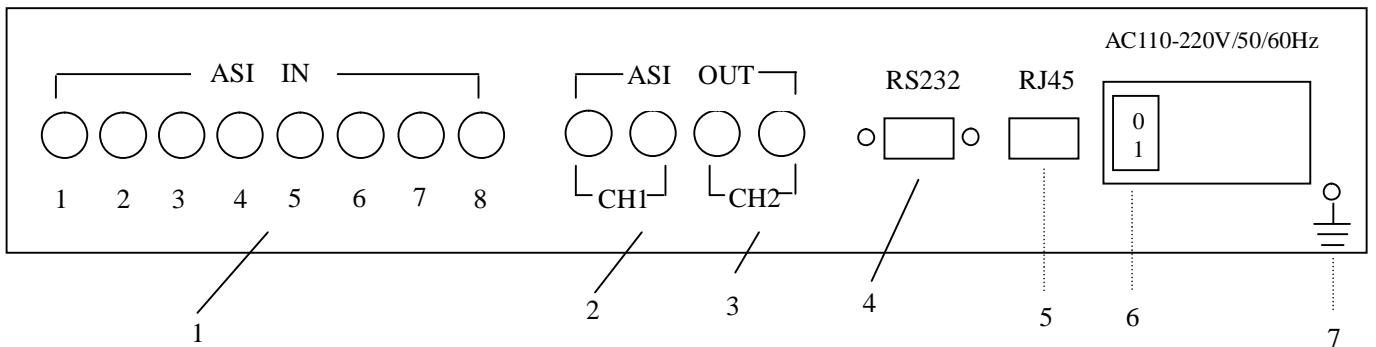 AC110-220V/50/60Hz
ASI IN
ASI OUT
RS232
RJ45
0
1
1 2 3 4 5 6 7 8
CH1
CH2
1
2
3
4
5
6
7